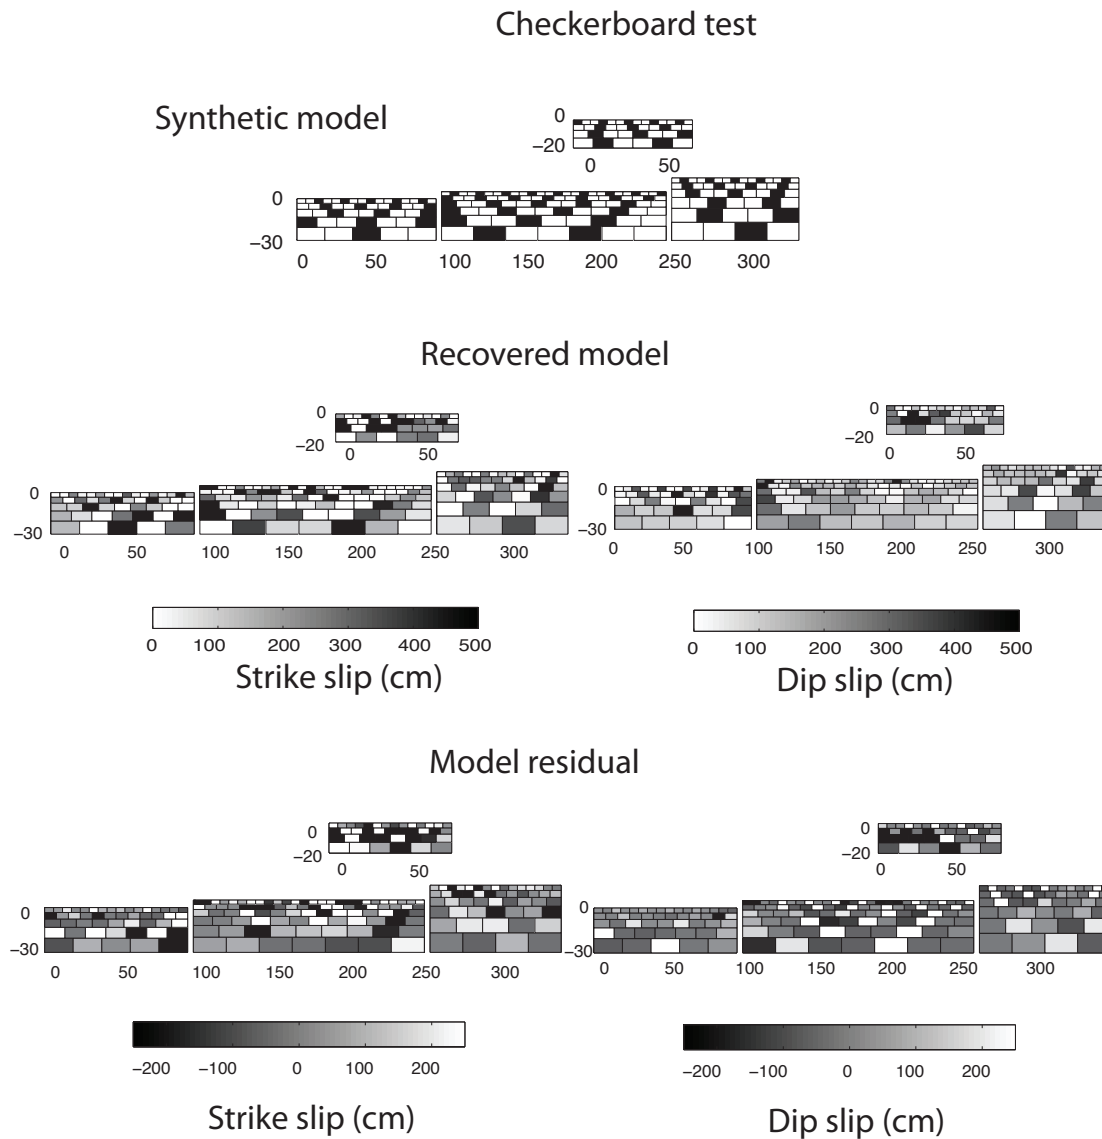 Checkerboard test
Synthetic model
0
−20
0 50
0
−30
0 50 100 150 200 250 300
Recovered model
0
−20
0 50
0
−20
0 50
0
−30
0 50 100 150 200 250 300
0
−30
0 50 100 150 200 250 300
0 100 200 300 400 500
Strike slip (cm)
0 100 200 300 400 500
Dip slip (cm)
Model residual
0
−20
0 50
0
−20
0 50
0
−30
0 50 100 150 200 250 300
0
−30
0 50 100 150 200 250 300
−200 −100 0 100 200
Strike slip (cm)
−200 −100 0 100 200
Dip slip (cm)